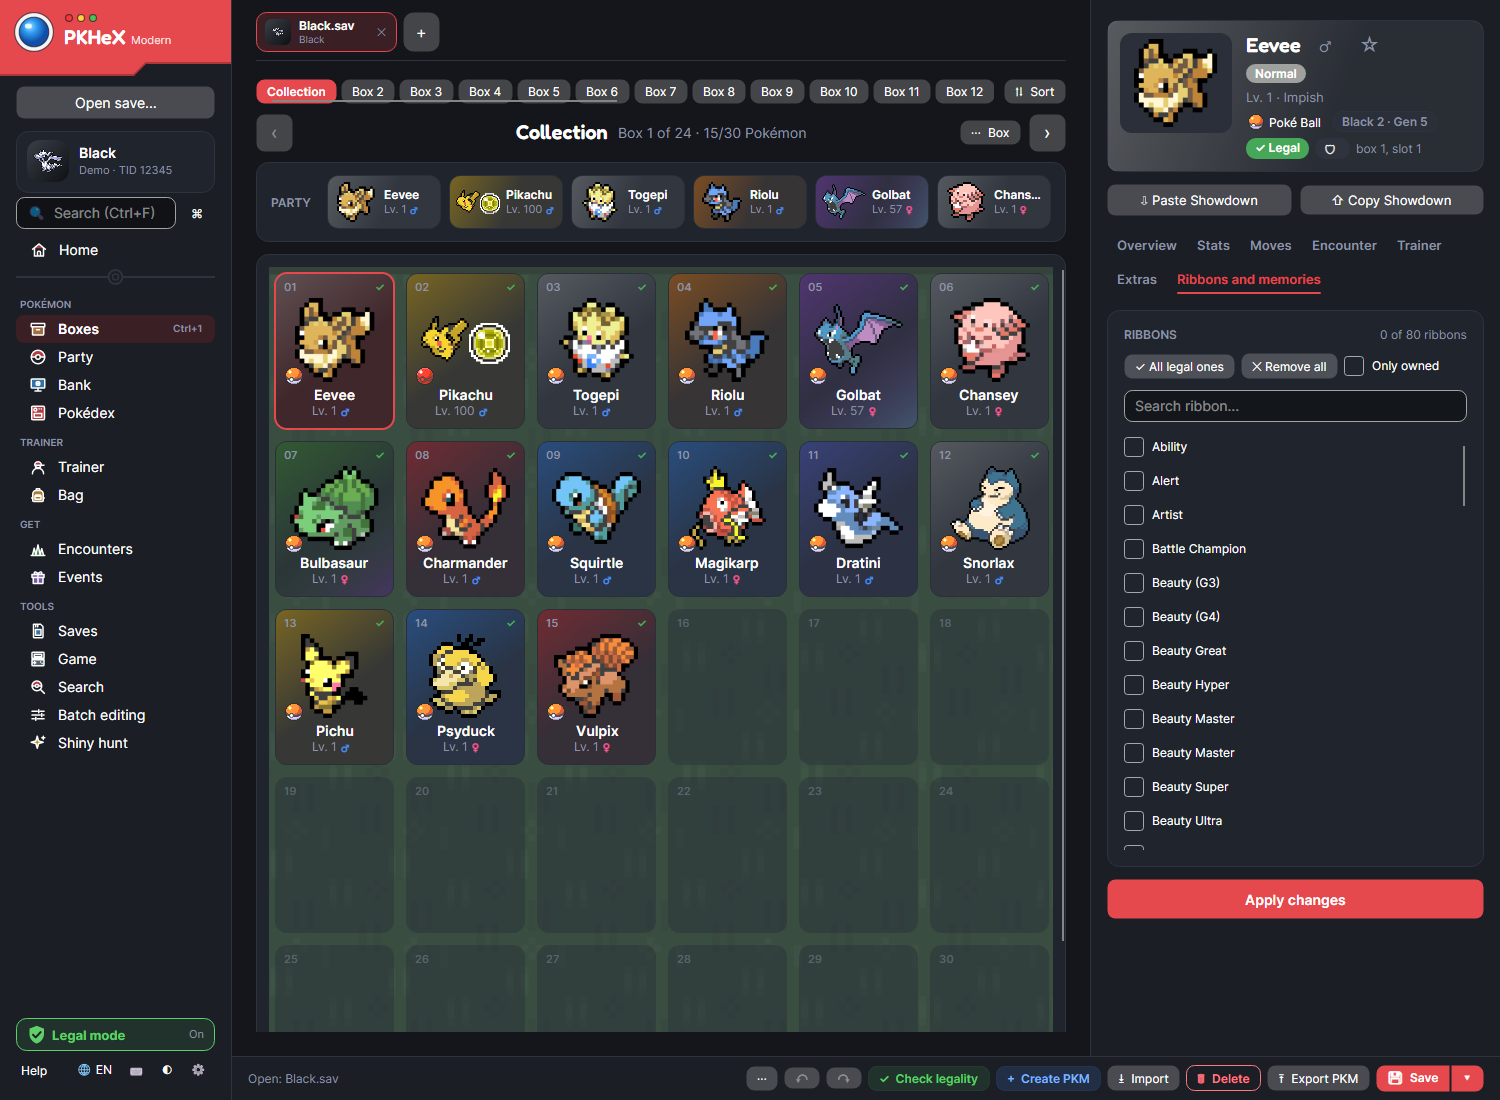 PKHeX Modern
Open save...
Black
Demo · TID 12345
Search (Ctrl+F)
⌘
Home
POKÉMON
Boxes Ctrl+1
Party
Bank
Pokédex
TRAINER
Trainer
Bag
GET
Encounters
Events
TOOLS
Saves
Game
Search
Batch editing
Shiny hunt
Legal mode On
Help EN
Black.sav
Black
+
Collection Box 2 Box 3 Box 4 Box 5 Box 6 Box 7 Box 8 Box 9 Box 10 Box 11 Box 12 Sort
‹ Collection Box 1 of 24 · 15/30 Pokémon ··· Box ›
PARTY
Eevee
Lv. 1 ♂
Pikachu
Lv. 100 ♂
Togepi
Lv. 1 ♂
Riolu
Lv. 1 ♂
Golbat
Lv. 57 ♀
Chans...
Lv. 1 ♀
01 ✓ 02 ✓ 03 ✓ 04 ✓ 05 ✓ 06 ✓
Eevee Pikachu Togepi Riolu Golbat Chansey
Lv. 1 ♂ Lv. 100 ♂ Lv. 1 ♂ Lv. 1 ♂ Lv. 57 ♀ Lv. 1 ♀
07 ✓ 08 ✓ 09 ✓ 10 ✓ 11 ✓ 12 ✓
Bulbasaur Charmander Squirtle Magikarp Dratini Snorlax
Lv. 1 ♀ Lv. 1 ♂ Lv. 1 ♂ Lv. 1 ♀ Lv. 1 ♂ Lv. 1 ♂
13 ✓ 14 ✓ 15 ✓ 16 17 18
Pichu Psyduck Vulpix
Lv. 1 ♂ Lv. 1 ♀ Lv. 1 ♀
19 20 21 22 23 24
25 26 27 28 29 30
Eevee ♂ ☆
Normal
Lv. 1 · Impish
Poké Ball Black 2 · Gen 5
✓ Legal box 1, slot 1
⇩ Paste Showdown ⇧ Copy Showdown
Overview Stats Moves Encounter Trainer
Extras Ribbons and memories
RIBBONS 0 of 80 ribbons
✓ All legal ones ✕ Remove all Only owned
Search ribbon...
Ability
Alert
Artist
Battle Champion
Beauty (G3)
Beauty (G4)
Beauty Great
Beauty Hyper
Beauty Master
Beauty Master
Beauty Super
Beauty Ultra
Apply changes
Open: Black.sav ··· ✓ Check legality + Create PKM Import Delete Export PKM Save ▼